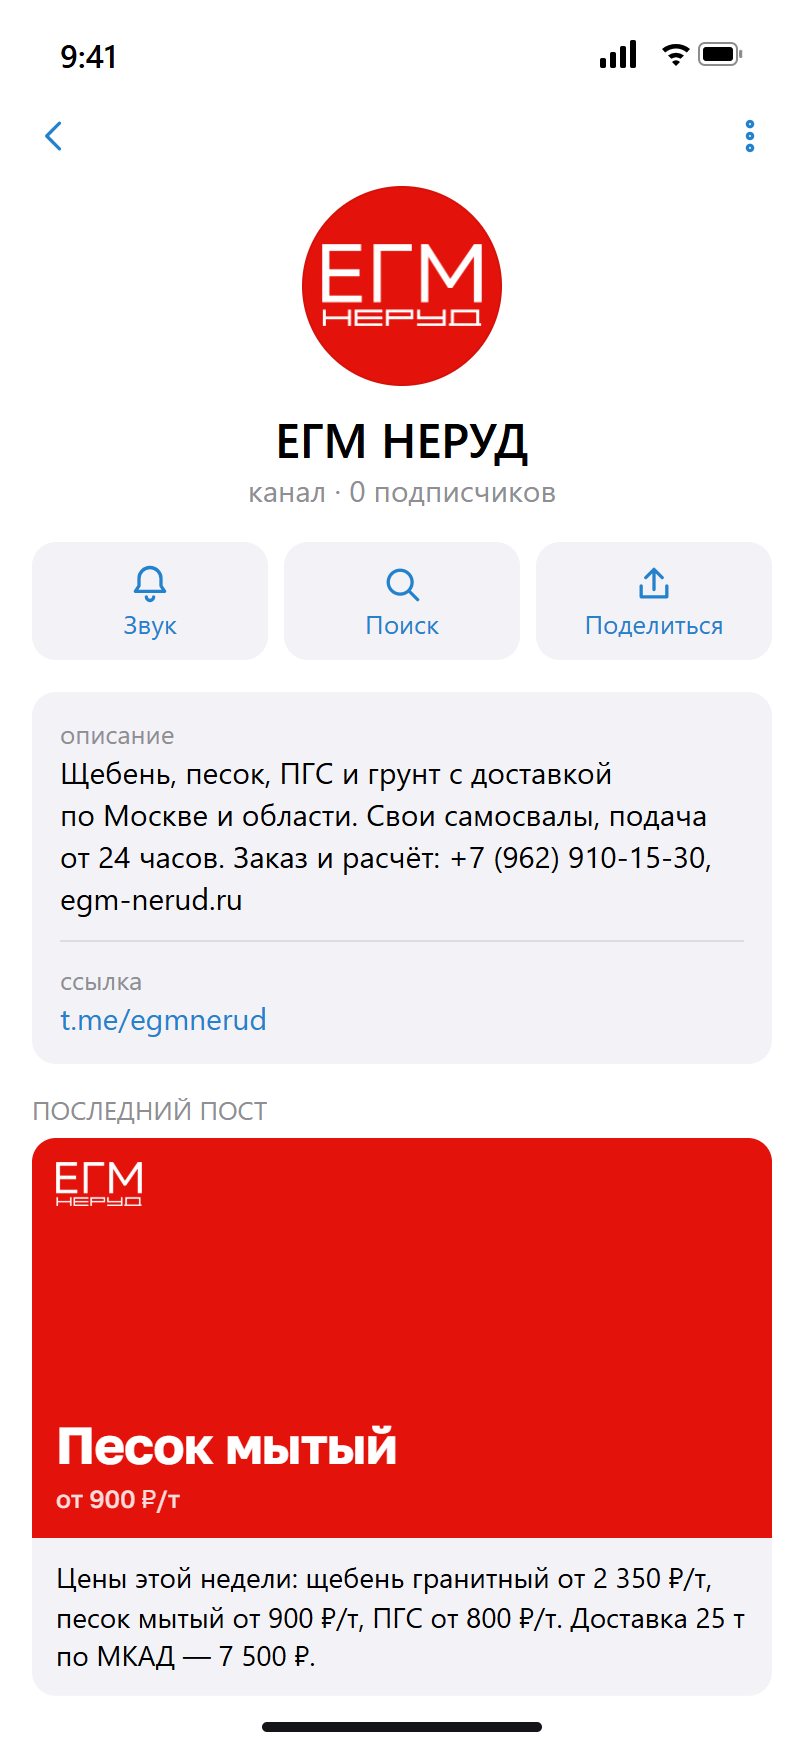 9:41
ЕГМ
НЕРУД
ЕГМ НЕРУД
канал · 0 подписчиков
Звук
Поиск
Поделиться
описание
Щебень, песок, ПГС и грунт с доставкой
по Москве и области. Свои самосвалы, подача
от 24 часов. Заказ и расчёт: +7 (962) 910-15-30,
egm-nerud.ru
ссылка
t.me/egmnerud
ПОСЛЕДНИЙ ПОСТ
ЕГМ
НЕРУД
Песок мытый
от 900 ₽/т
Цены этой недели: щебень гранитный от 2 350 ₽/т,
песок мытый от 900 ₽/т, ПГС от 800 ₽/т. Доставка 25 т
по МКАД — 7 500 ₽.